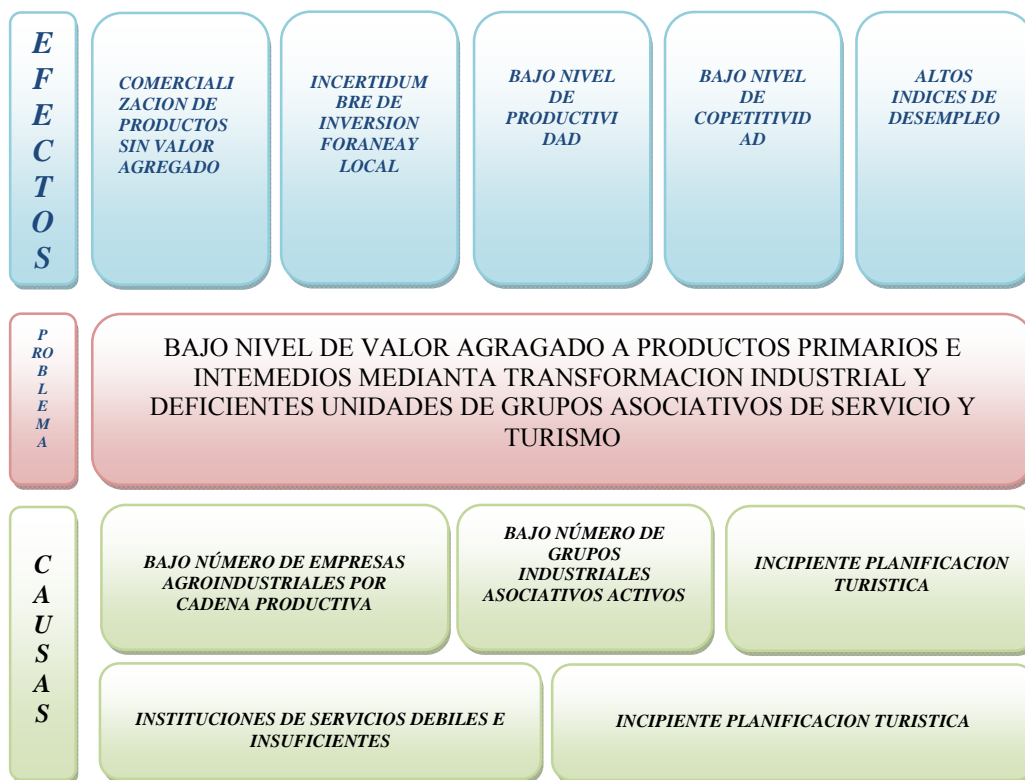 E
F
E
C
T
O
S
COMERCIALI
ZACION DE
PRODUCTOS
SIN VALOR
AGREGADO
INCERTIDUM
BRE DE
INVERSION
FORANEAY
LOCAL
BAJO NIVEL
DE
PRODUCTIVI
DAD
BAJO NIVEL
DE
COPETITIVID
AD
ALTOS
INDICES DE
DESEMPLEO
P
RO
B
L
E
M
A
BAJO NIVEL DE VALOR AGRAGADO A PRODUCTOS PRIMARIOS E
INTEMEDIOS MEDIANTA TRANSFORMACION INDUSTRIAL Y
DEFICIENTES UNIDADES DE GRUPOS ASOCIATIVOS DE SERVICIO Y
TURISMO
C
A
U
S
A
S
BAJO NÚMERO DE EMPRESAS
AGROINDUSTRIALES POR
CADENA PRODUCTIVA
BAJO NÚMERO DE
GRUPOS
INDUSTRIALES
ASOCIATIVOS ACTIVOS
INCIPIENTE PLANIFICACION
TURISTICA
INSTITUCIONES DE SERVICIOS DEBILES E
INSUFICIENTES
INCIPIENTE PLANIFICACION TURISTICA